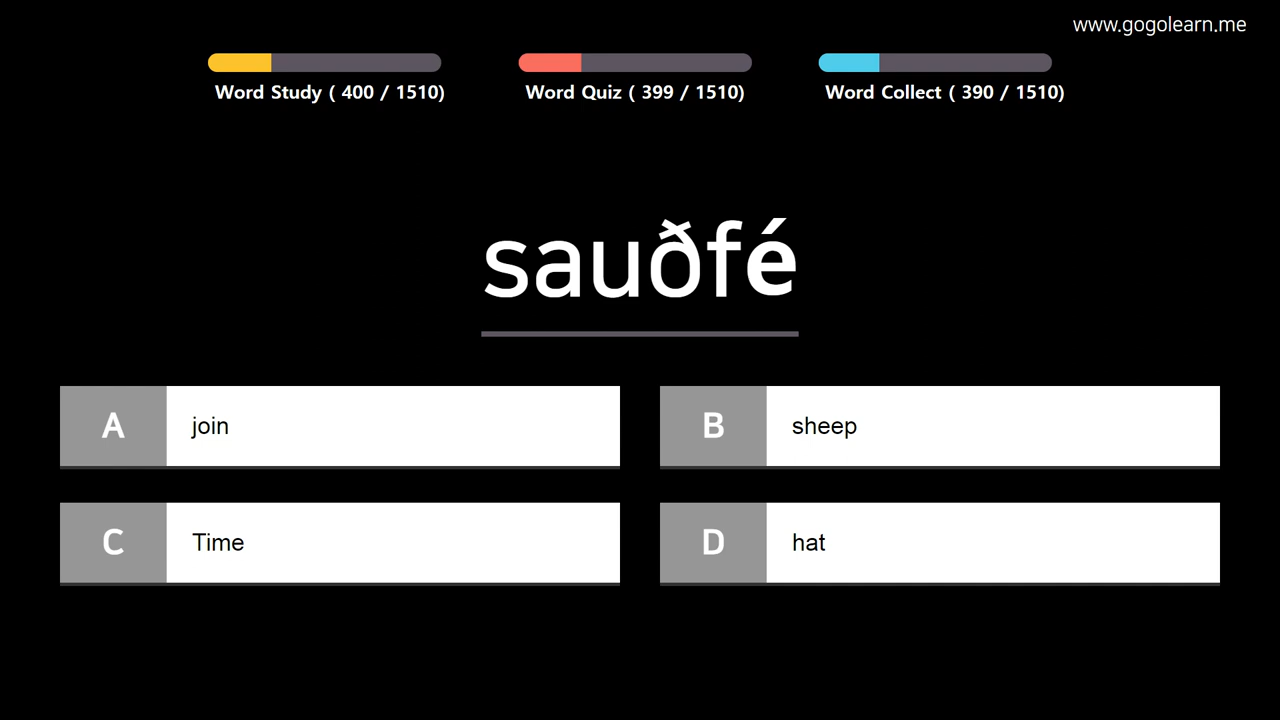 www.gogolearn.me
Word Study ( 400 / 1510)
Word Quiz ( 399 / 1510)
Word Collect ( 390 / 1510)
sauðfé
A join
B sheep
C Time
D hat